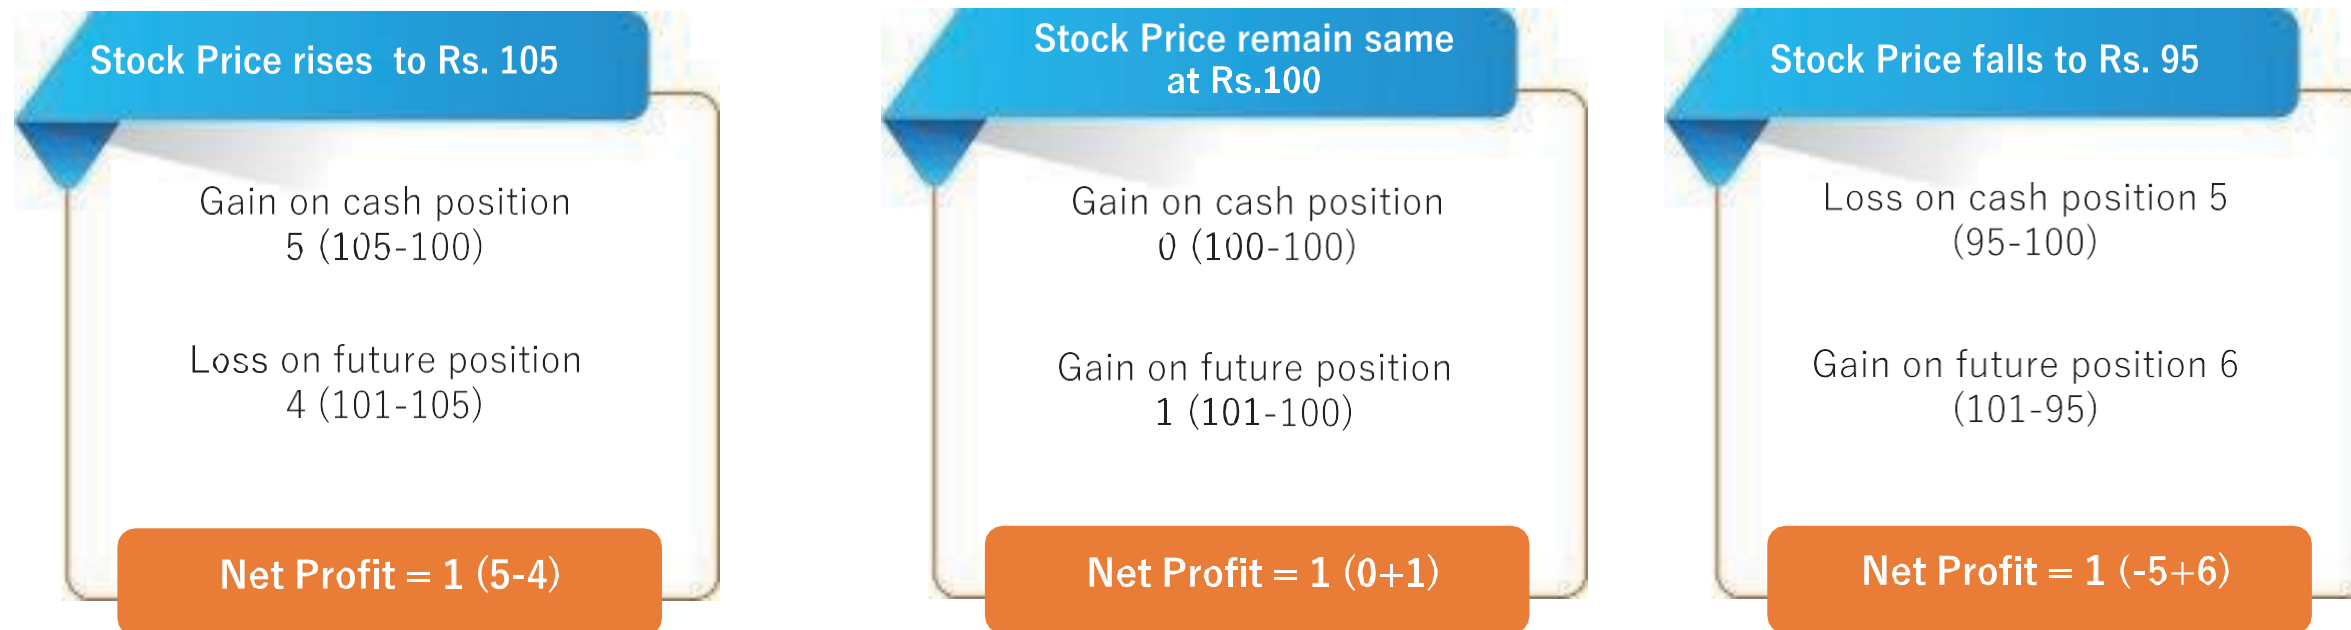 Stock Price rises to Rs. 105
Gain on cash position
5 (105-100)
Loss on future position
4 (101-105)
Net Profit = 1 (5-4)
Stock Price remain same
at Rs.100
Gain on cash position
0 (100-100)
Gain on future position
1 (101-100)
Net Profit = 1 (0+1)
Stock Price falls to Rs. 95
Loss on cash position 5
(95-100)
Gain on future position 6
(101-95)
Net Profit = 1 (-5+6)